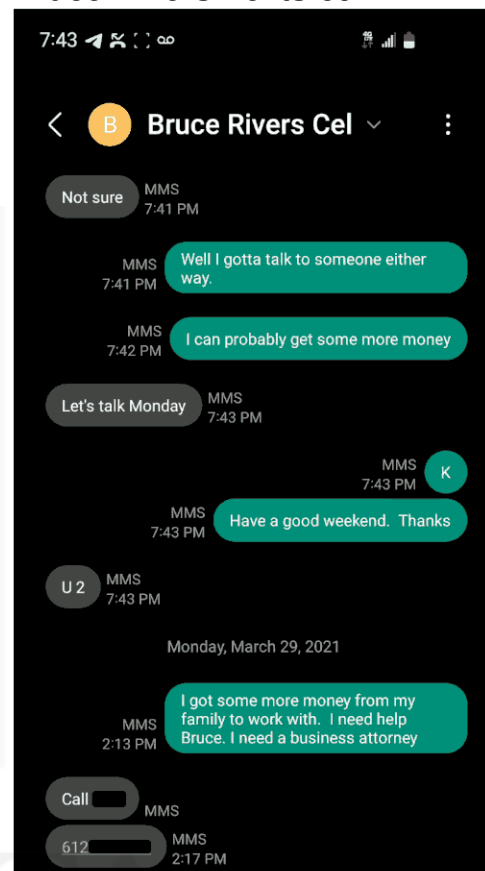 7:43
B Bruce Rivers Cel
Not sure MMS
7:41 PM
MMS Well I gotta talk to someone either
7:41 PM way.
MMS
7:42 PM I can probably get some more money
Let's talk Monday MMS
7:43 PM
MMS K
7:43 PM
MMS Have a good weekend.  Thanks
7:43 PM
U 2 MMS
7:43 PM
Monday, March 29, 2021
I got some more money from my
MMS family to work with.  I need help
2:13 PM Bruce. I need a business attorney
Call MMS
612 MMS
2:17 PM